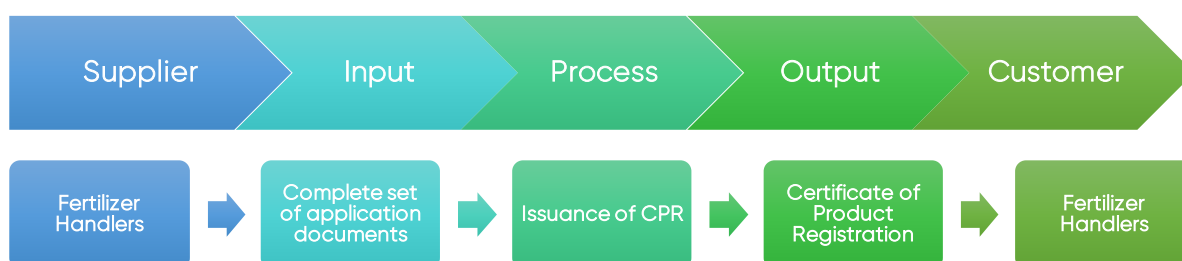 Supplier
Input
Process
Output
Customer
Fertilizer
Handlers
Complete set
of application
documents
Issuance of CPR
Certificate of
Product
Registration
Fertilizer
Handlers